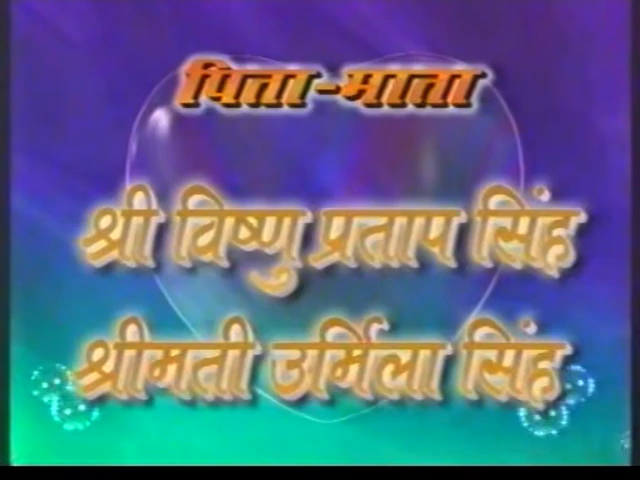 पिता-माता
श्री विष्णु प्रताप सिंह
श्रीमती उर्मिला सिंह